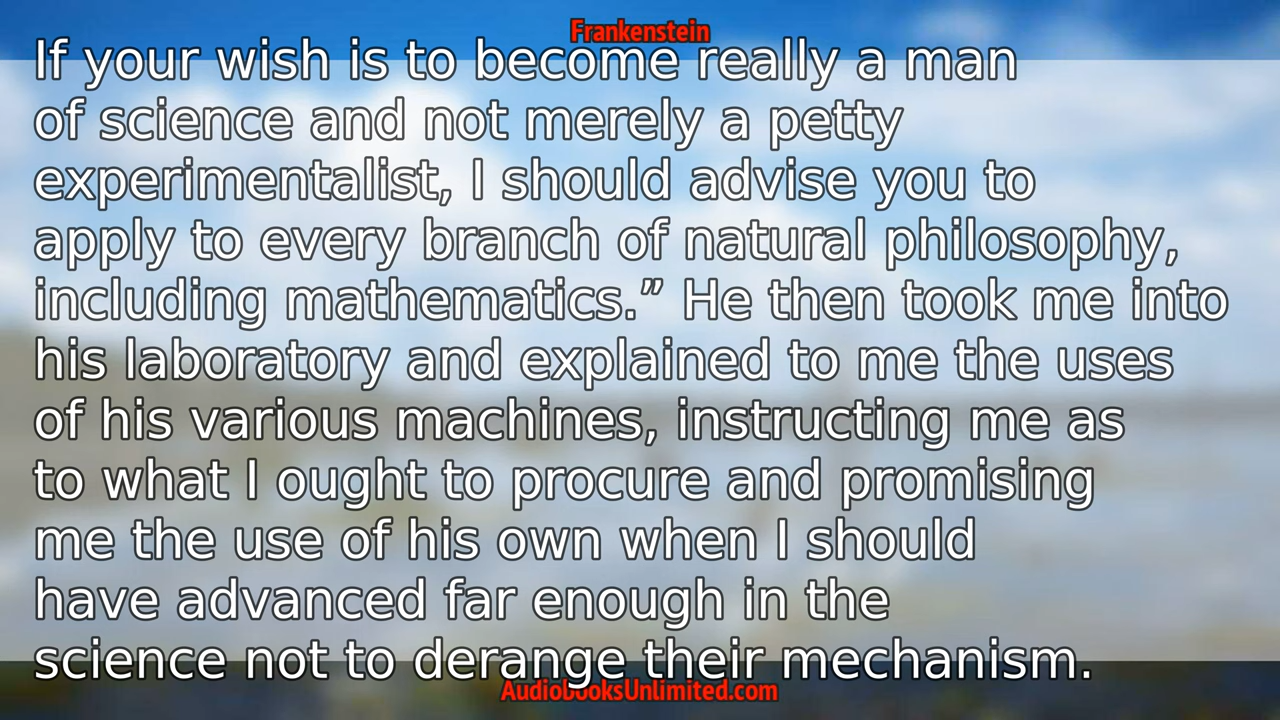 Frankenstein
If your wish is to become really a man
of science and not merely a petty
experimentalist, I should advise you to
apply to every branch of natural philosophy,
including mathematics.” He then took me into
his laboratory and explained to me the uses
of his various machines, instructing me as
to what I ought to procure and promising
me the use of his own when I should
have advanced far enough in the
science not to derange their mechanism.
AudioBooksUnlimited.com